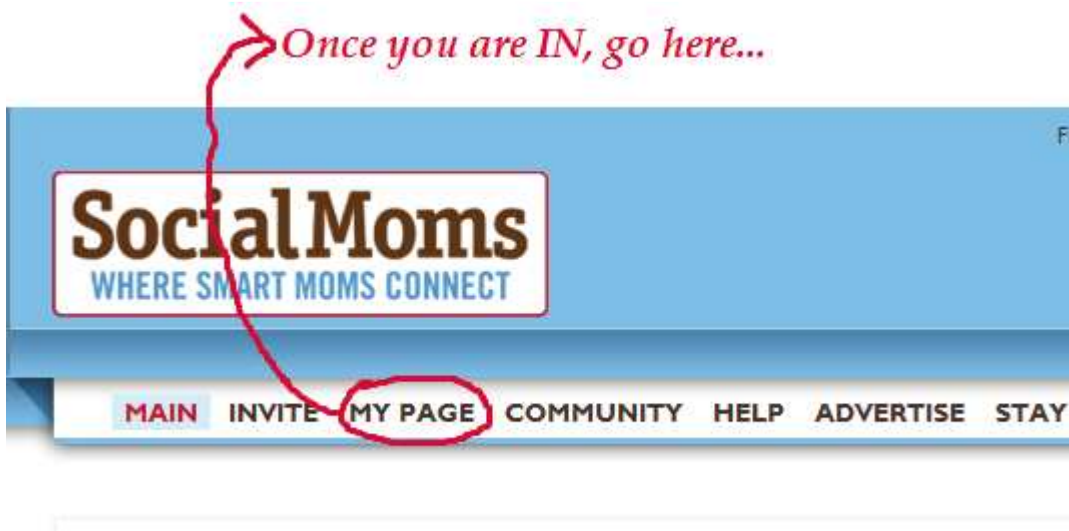 Once you are IN, go here...
F
Social Moms
WHERE SMART MOMS CONNECT
MAIN INVITE MY PAGE COMMUNITY HELP ADVERTISE STAY